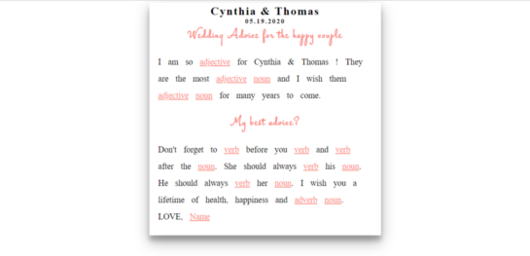 Cynthia & Thomas
05.19.2020
Wedding Advice for the happy couple
I am so adjective for Cynthia & Thomas ! They
are the most adjective noun and I wish them
adjective noun for many years to come.
My best advice?
Don't forget to verb before you verb and verb
after the noun. She should always verb his noun.
He should always verb her noun. I wish you a
lifetime of health, happiness and adverb noun.
LOVE, Name